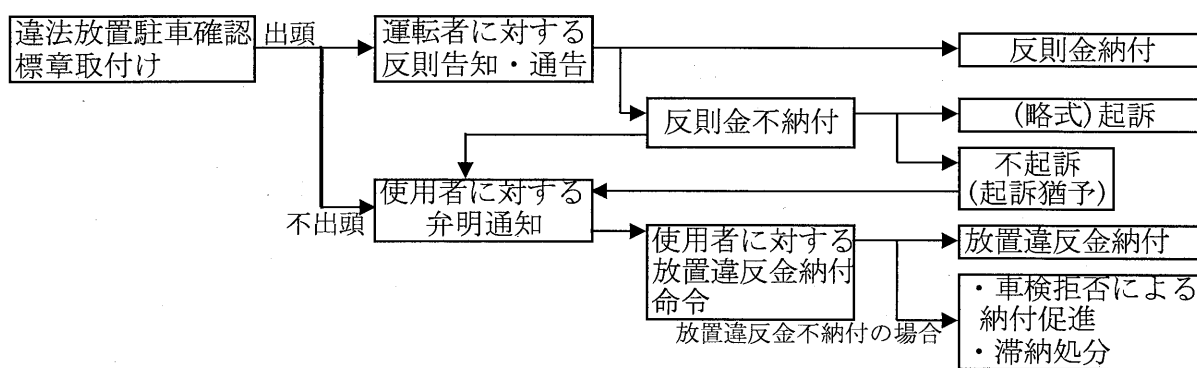 違法放置駐車確認
標章取付け
出頭
不出頭
運転者に対する
反則告知・通告
反則金納付
反則金不納付
(略式)起訴
不起訴
(起訴猶予)
使用者に対する
弁明通知
使用者に対する
放置違反金納付
命令
放置違反金納付
放置違反金不納付の場合
・車検拒否による
納付促進
・滞納処分